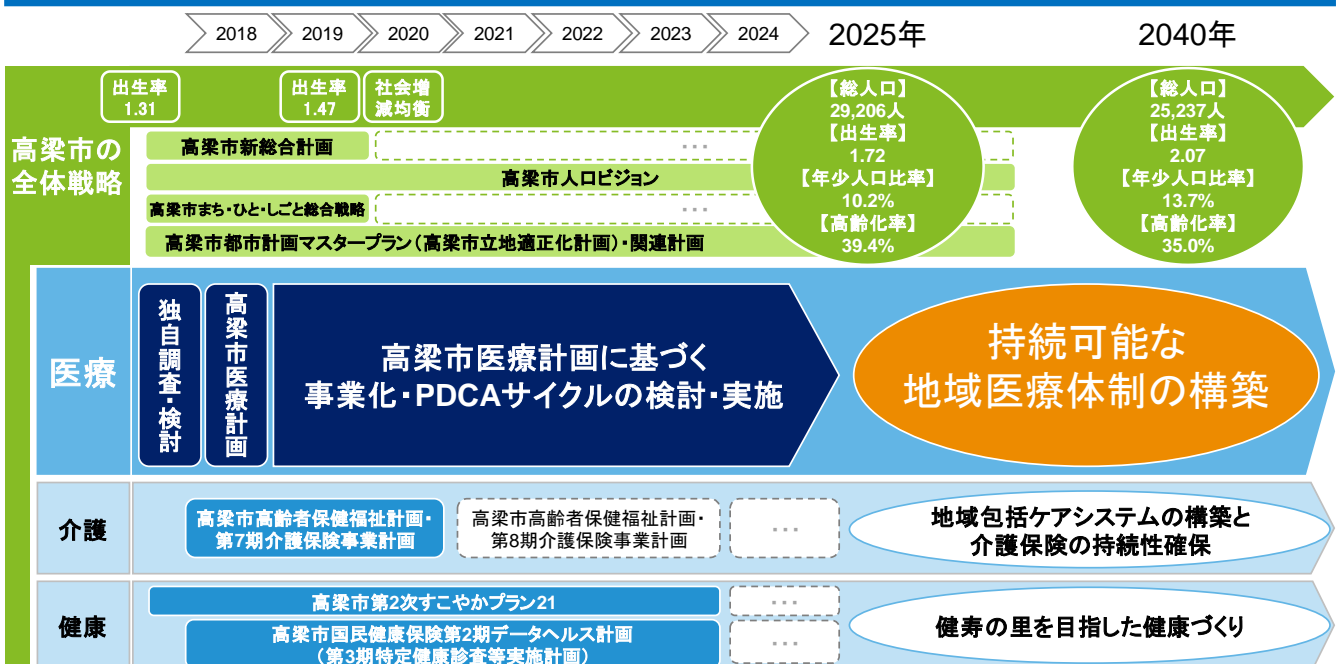 2018
2019
2020
2021
2022
2023
2024
2025年
2040年
出生率
1.31
出生率
1.47
社会増
減均衡
【総人口】
29,206人
【出生率】
1.72
【年少人口比率】
10.2%
【高齢化率】
39.4%
【総人口】
25,237人
【出生率】
2.07
【年少人口比率】
13.7%
【高齢化率】
35.0%
高梁市の
全体戦略
高梁市新総合計画
…
高梁市人口ビジョン
高梁市まち・ひと・しごと総合戦略
…
高梁市都市計画マスタープラン（高梁市立地適正化計画）・関連計画
医療
独自調査・検討
高梁市医療計画
高梁市医療計画に基づく
事業化・PDCAサイクルの検討・実施
持続可能な
地域医療体制の構築
介護
高梁市高齢者保健福祉計画・
第7期介護保険事業計画
高梁市高齢者保健福祉計画・
第8期介護保険事業計画
…
地域包括ケアシステムの構築と
介護保険の持続性確保
健康
高梁市第2次すこやかプラン21
…
高梁市国民健康保険第2期データヘルス計画
（第3期特定健康診査等実施計画）
…
健寿の里を目指した健康づくり